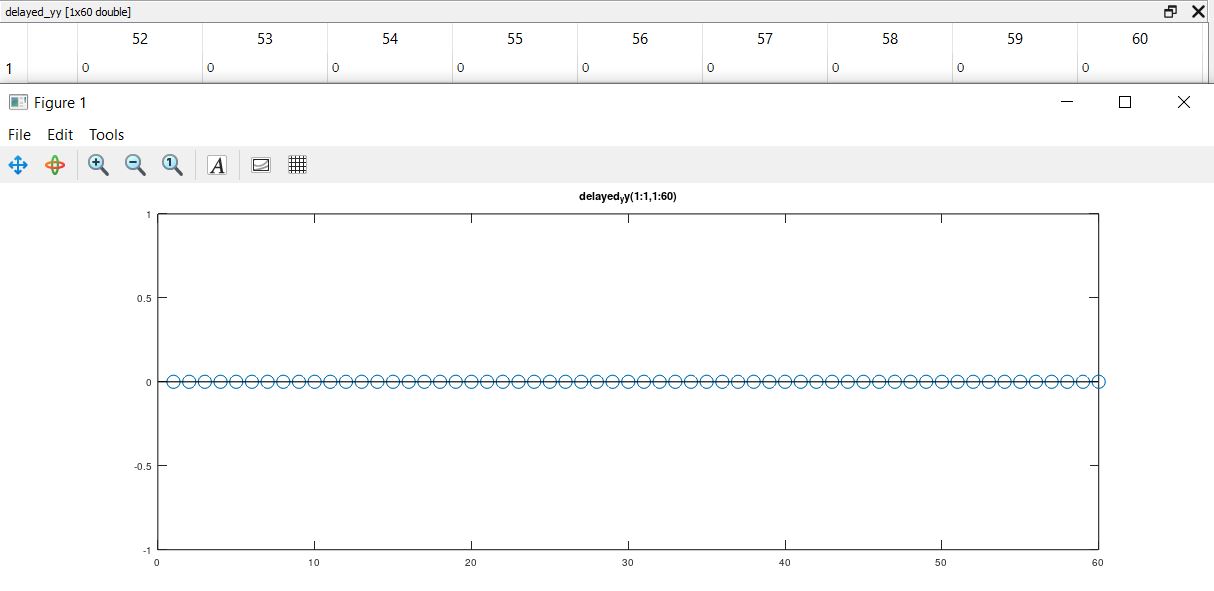 delayed_yy [1x60 double]
52 53 54 55 56 57 58 59 60
1 0 0 0 0 0 0 0 0 0
Figure 1
File Edit Tools
1 A
delayedyy(1:1,1:60)
1
0.5
0
-0.5
-1
0 10 20 30 40 50 60